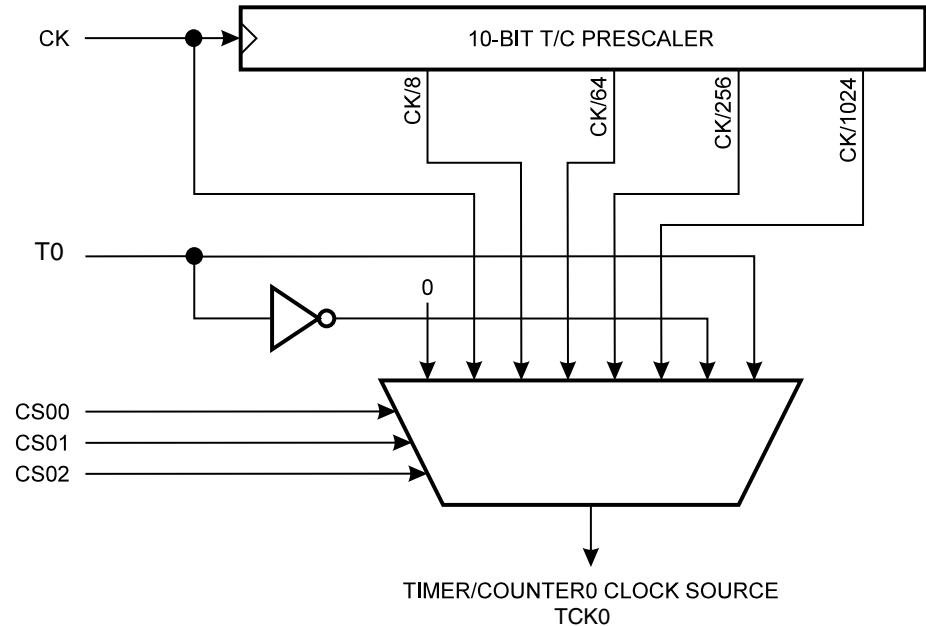 CK
10-BIT T/C PRESCALER
CK/8
CK/64
CK/256
CK/1024
T0
0
CS00
CS01
CS02
TIMER/COUNTER0 CLOCK SOURCE
TCK0